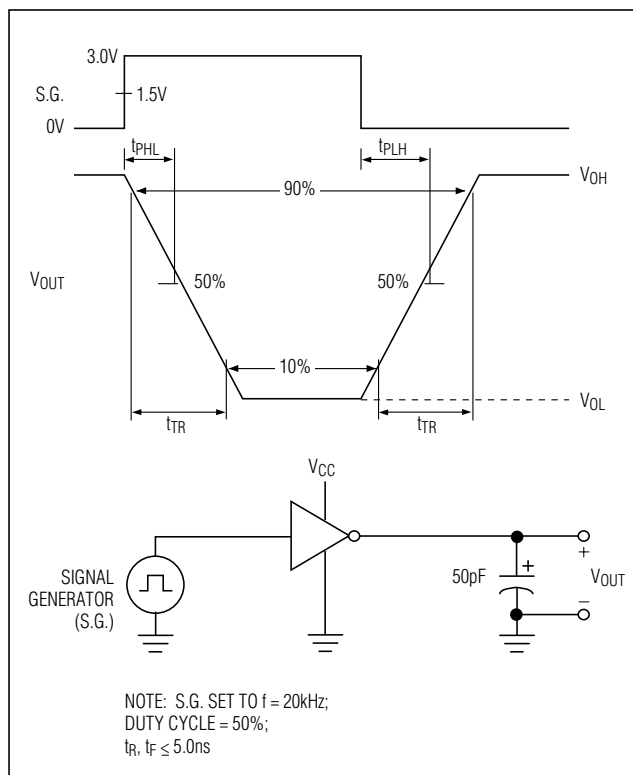 3.0V
S.G.
1.5V
0V
tPHL
tPLH
VOH
90%
VOUT
50%
50%
10%
VOL
tTR
tTR
VCC
SIGNAL
GENERATOR
(S.G.)
50pF
+
+
VOUT
–
NOTE: S.G. SET TO f = 20kHz;
DUTY CYCLE = 50%;
tR, tF ≤ 5.0ns